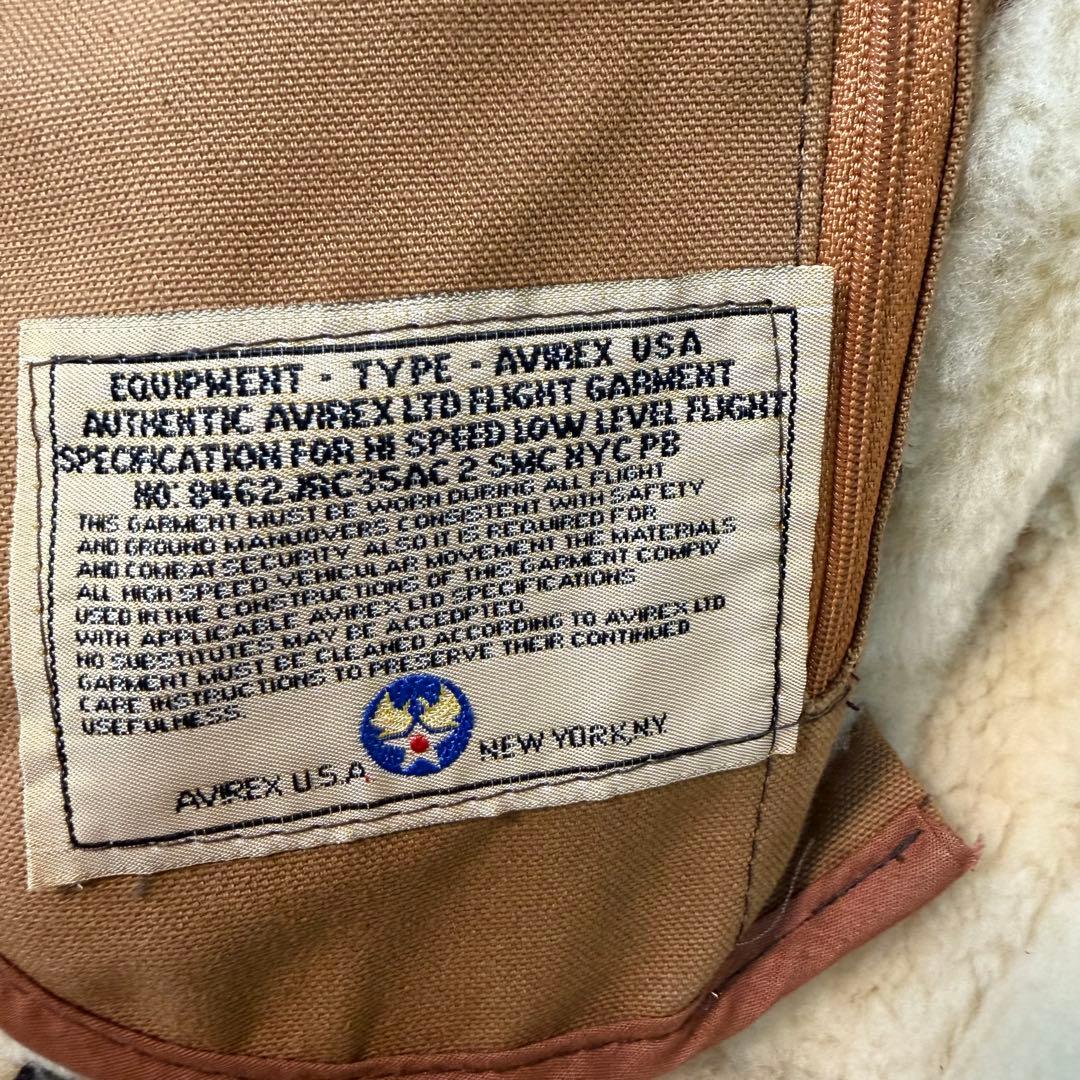 EQUIPMENT - TYPE - AVIREX USA
AUTHENTIC AVIREX LTD FLIGHT GARMENT
SPECIFICATION FOR HI SPEED LOW LEVEL FLIGHT
NO: 8462JRC35AC 2 SMC NYC PB
THIS GARMENT MUST BE WORN DURING ALL FLIGHT
AND GROUND MANUOVERS CONSISTENT WITH SAFETY
AND COMBAT SECURITY. ALSO IT IS REQUIRED FOR
ALL HIGH SPEED VEHICULAR MOVEMENT THE MATERIALS
USED IN THE CONSTRUCTIONS OF THIS GARMENT COMPLY
WITH APPLICABLE AVIREX LTD SPECIFICATIONS
NO SUBSTITUTES MAY BE ACCEDPTED.
GARMENT MUST BE CLEANED ACCORDING TO AVIREX LTD
CARE INSTRUCTIONS TO PRESERVE THEIR CONTINUED
USEFULNESS.
AVIREX U.S.A. NEW YORK,NY